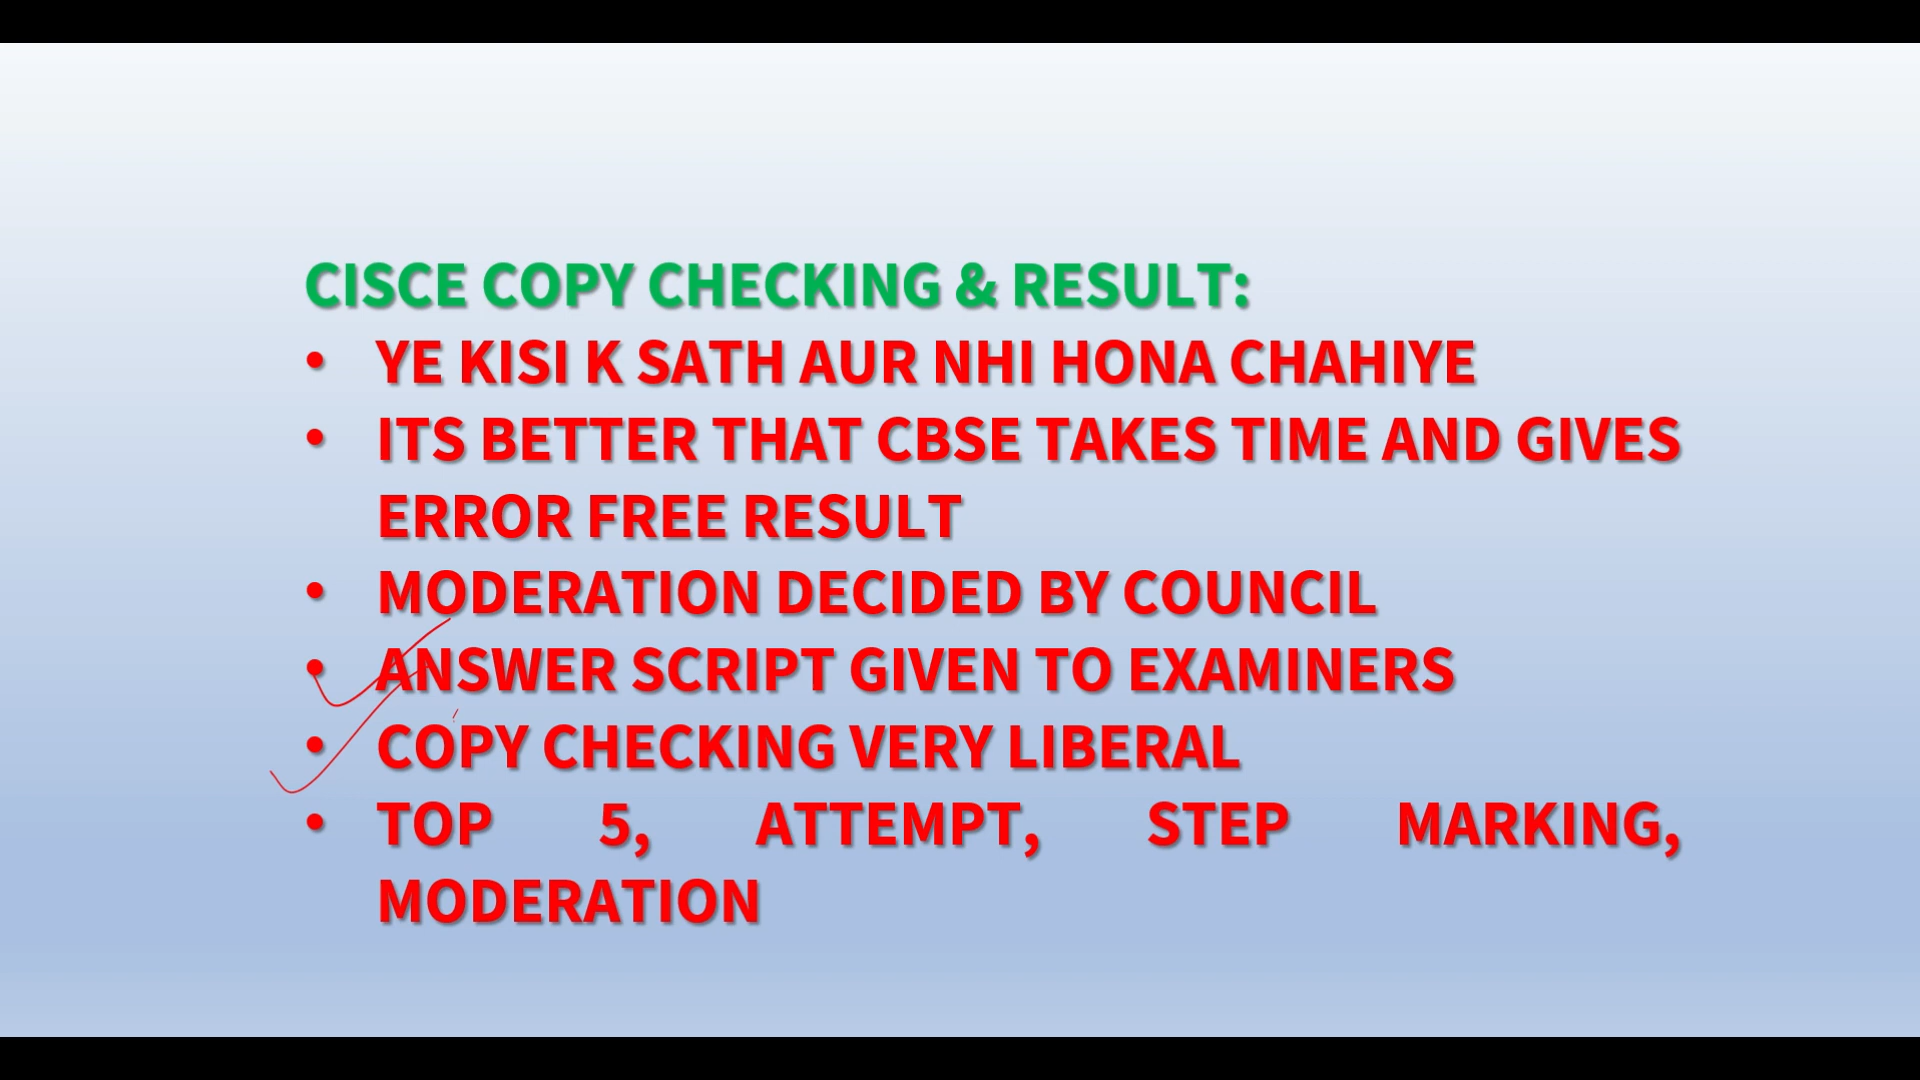 CISCE COPY CHECKING & RESULT:
• YE KISI K SATH AUR NHI HONA CHAHIYE
• ITS BETTER THAT CBSE TAKES TIME AND GIVES
ERROR FREE RESULT
• MODERATION DECIDED BY COUNCIL
• ANSWER SCRIPT GIVEN TO EXAMINERS
• COPY CHECKING VERY LIBERAL
• TOP 5, ATTEMPT, STEP MARKING,
MODERATION